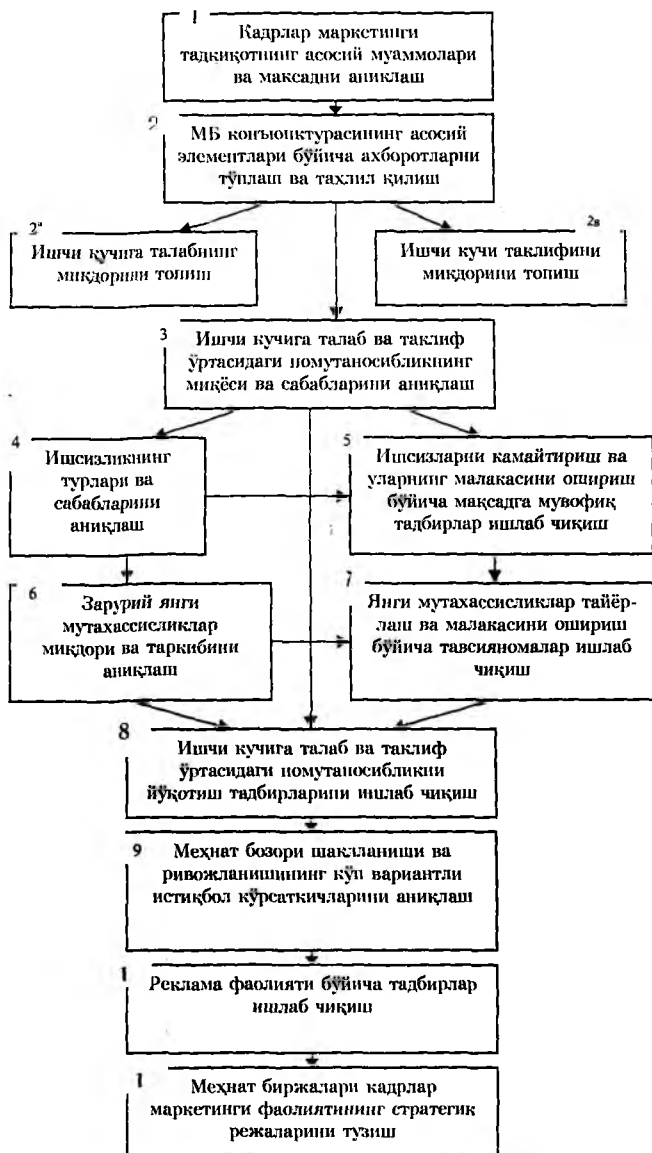 1
Кадрлар маркетинги
тадқиқотнинг асосий муаммолари
ва мақсадни аниқлаш
2
МБ конъюнктурасининг асосий
элементлари бўйича ахборотларни
тўплаш ва тахлил қилиш
2ª
Ишчи кучига талабнинг
миқдорини топиш
2в
Ишчи кучи таклифини
миқдорини топиш
3
Ишчи кучига талаб ва таклиф
ўртасидаги номутаносибликнинг
миқёси ва сабабларини аниқлаш
4
Ишсизликнинг
турлари ва
сабабларини
аниқлаш
5
Ишсизларни камайтириш ва
уларнинг малакасини ошириш
бўйича мақсадга мувофиқ
тадбирлар ишлаб чиқиш
6
Зарурий янги
мутахассисликлар
миқдори ва таркибини
аниқлаш
7
Янги мутахассисликлар тайёр-
лаш ва малакасини ошириш
бўйича тавсияномалар ишлаб
чиқиш
8
Ишчи кучига талаб ва таклиф
ўртасидаги номутаносибликни
йўқотиш тадбирларини ишлаб чиқиш
9
Меҳнат бозори шаклланиши ва
ривожланишининг кўп вариантли
истиқбол кўрсаткичларини аниқлаш
1
Реклама фаолияти бўйича тадбирлар
ишлаб чиқиш
1
Меҳнат биржалари кадрлар
маркетинги фаолиятининг стратегик
режаларини тузиш